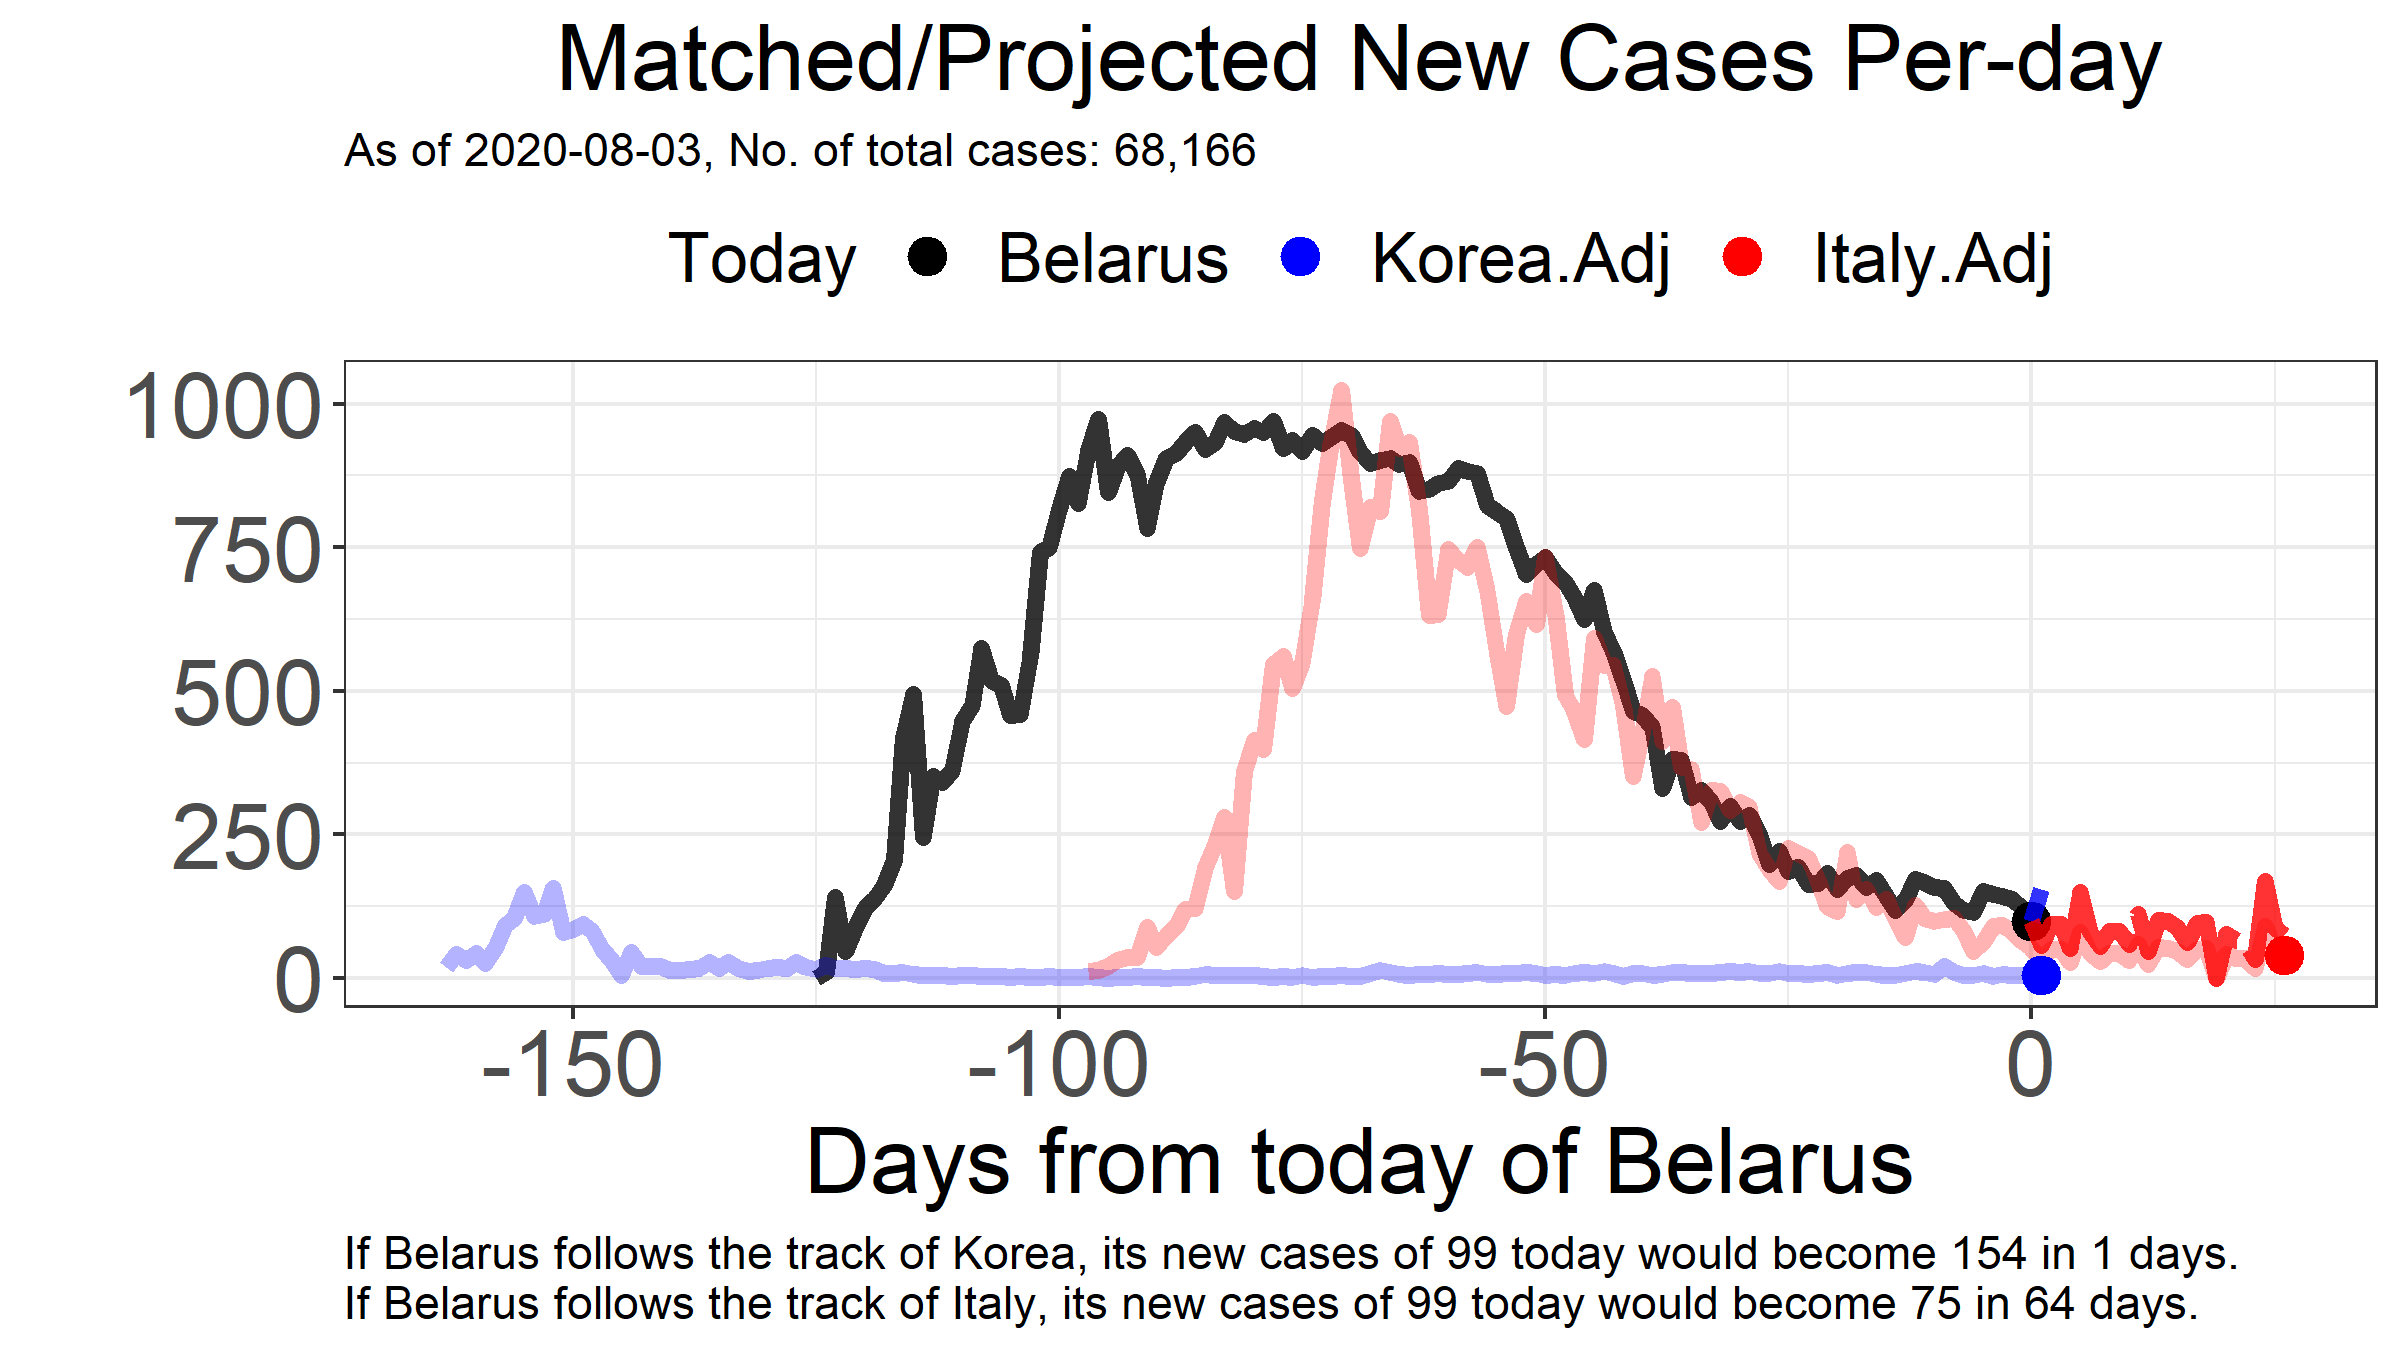 Matched/Projected New Cases Per-day
As of 2020-08-03, No. of total cases: 68,166
Today Belarus Korea.Adj Italy.Adj
1000
750
500
250
0
-150 -100 -50 0
Days from today of Belarus
If Belarus follows the track of Korea, its new cases of 99 today would become 154 in 1 days.
If Belarus follows the track of Italy, its new cases of 99 today would become 75 in 64 days.